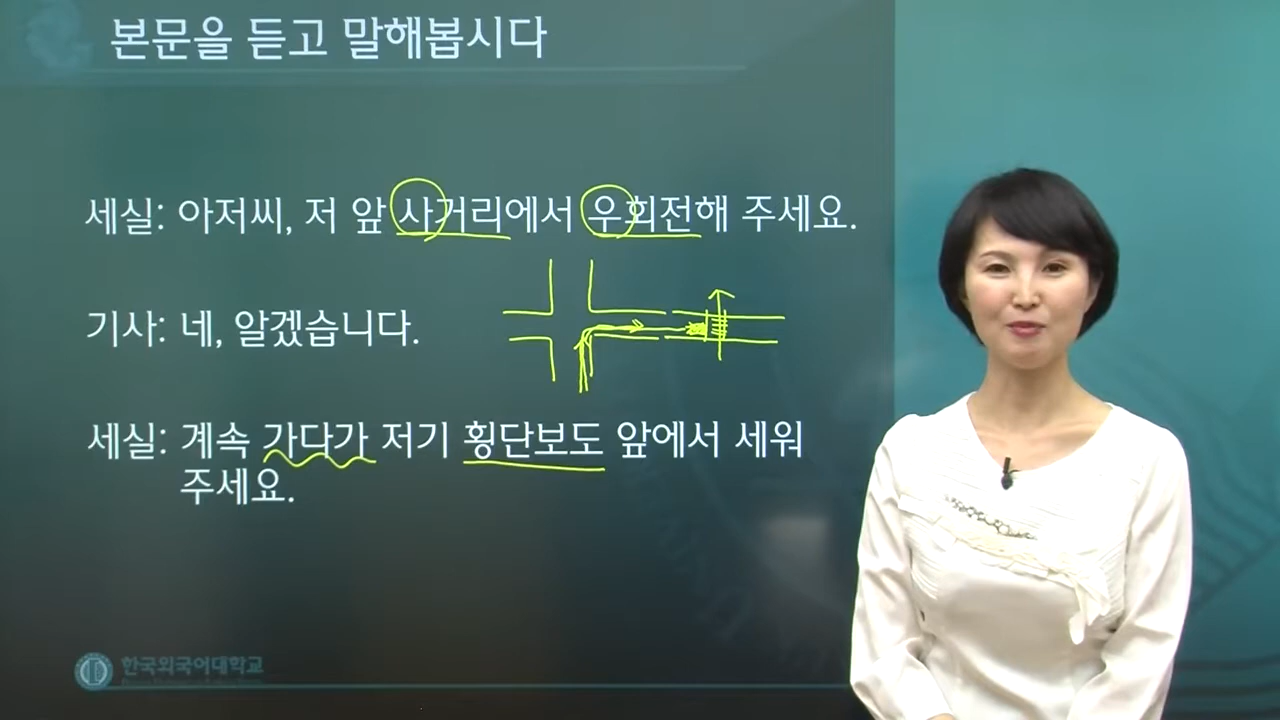 본문을 듣고 말해봅시다
세실: 아저씨, 저 앞 사거리에서 우회전해 주세요.
기사: 네, 알겠습니다.
세실: 계속 가다가 저기 횡단보도 앞에서 세워
주세요.
한국외국어대학교